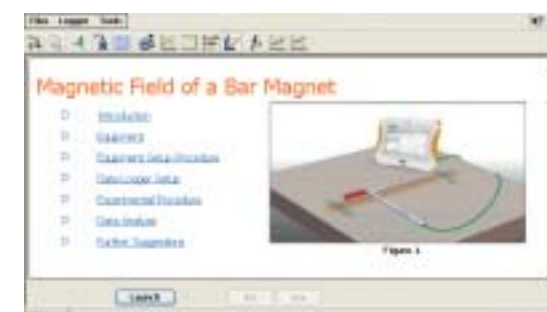 Files Logger Tools
Magnetic Field of a Bar Magnet
Introduction
Equipment
Equipment Setup Procedure
Data Logger Setup
Experimental Procedure
Data Analysis
Further Suggestions
Figure 1
Launch